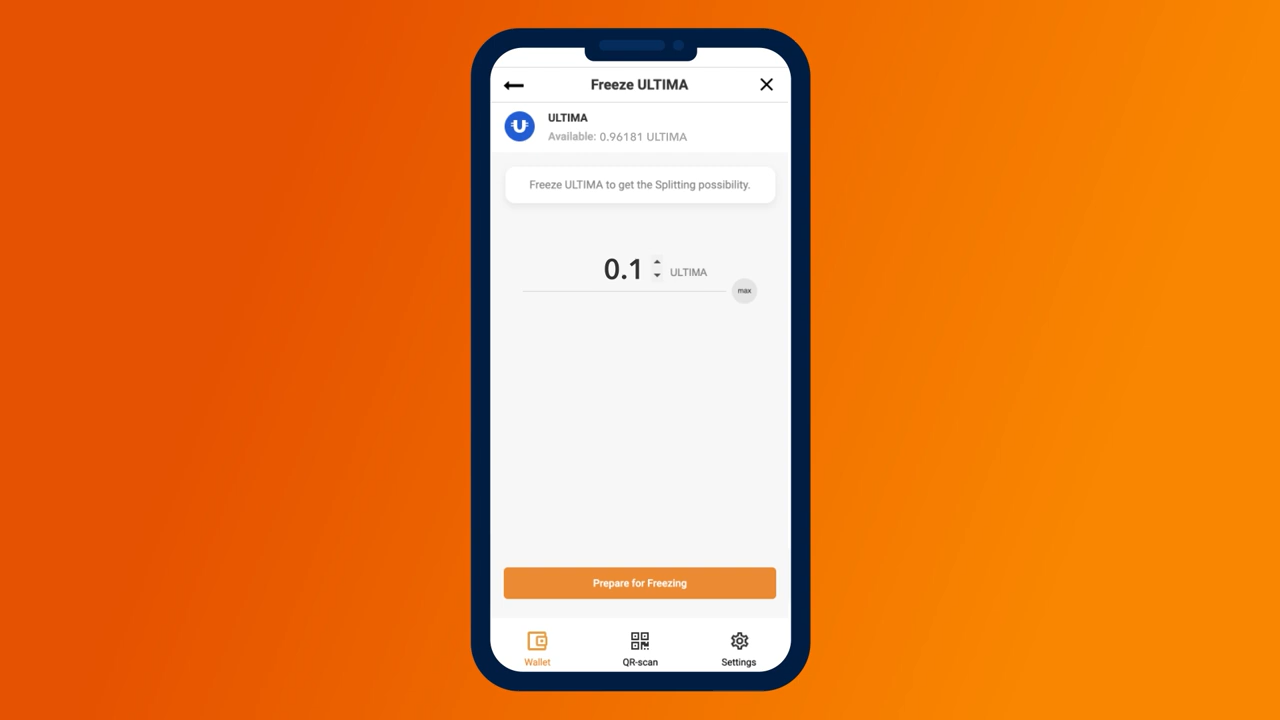 Freeze ULTIMA
ULTIMA
Available: 0.96181 ULTIMA
Freeze ULTIMA to get the Splitting possibility.
0.1 ULTIMA
max
Prepare for Freezing
Wallet
QR-scan
Settings